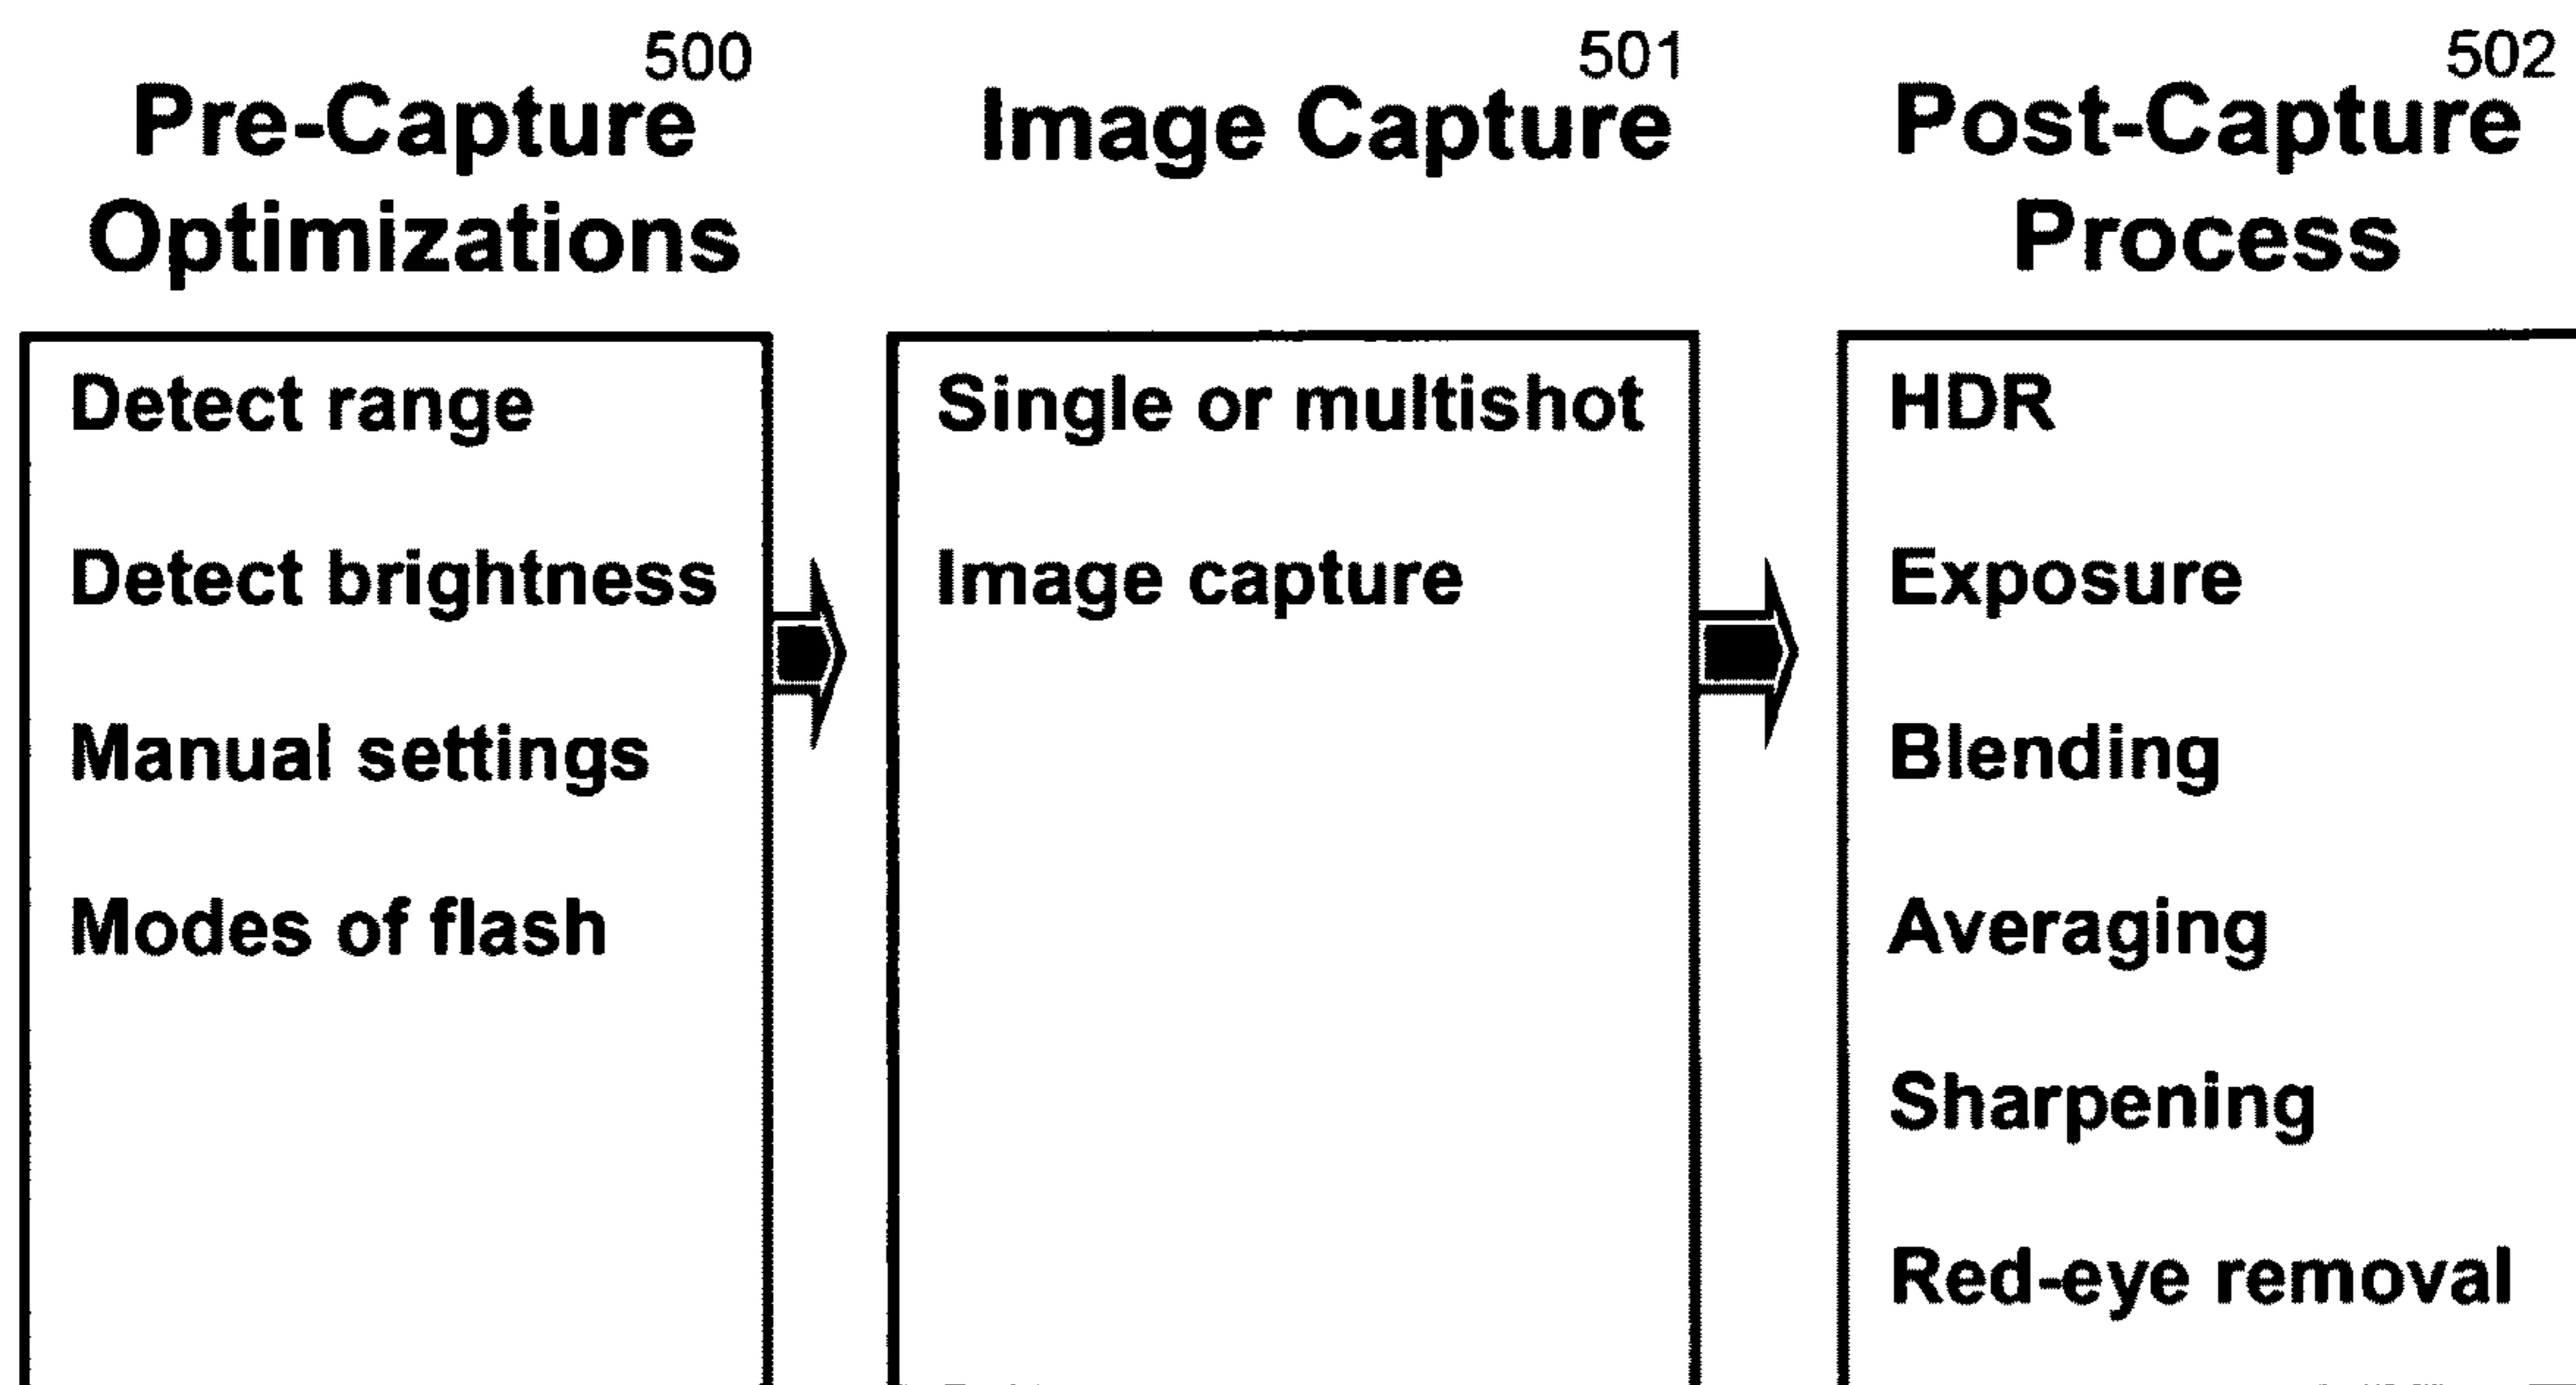 500
Pre-Capture
Optimizations
Detect range
Detect brightness
Manual settings
Modes of flash
501
Image Capture
Single or multishot
Image capture
502
Post-Capture
Process
HDR
Exposure
Blending
Averaging
Sharpening
Red-eye removal